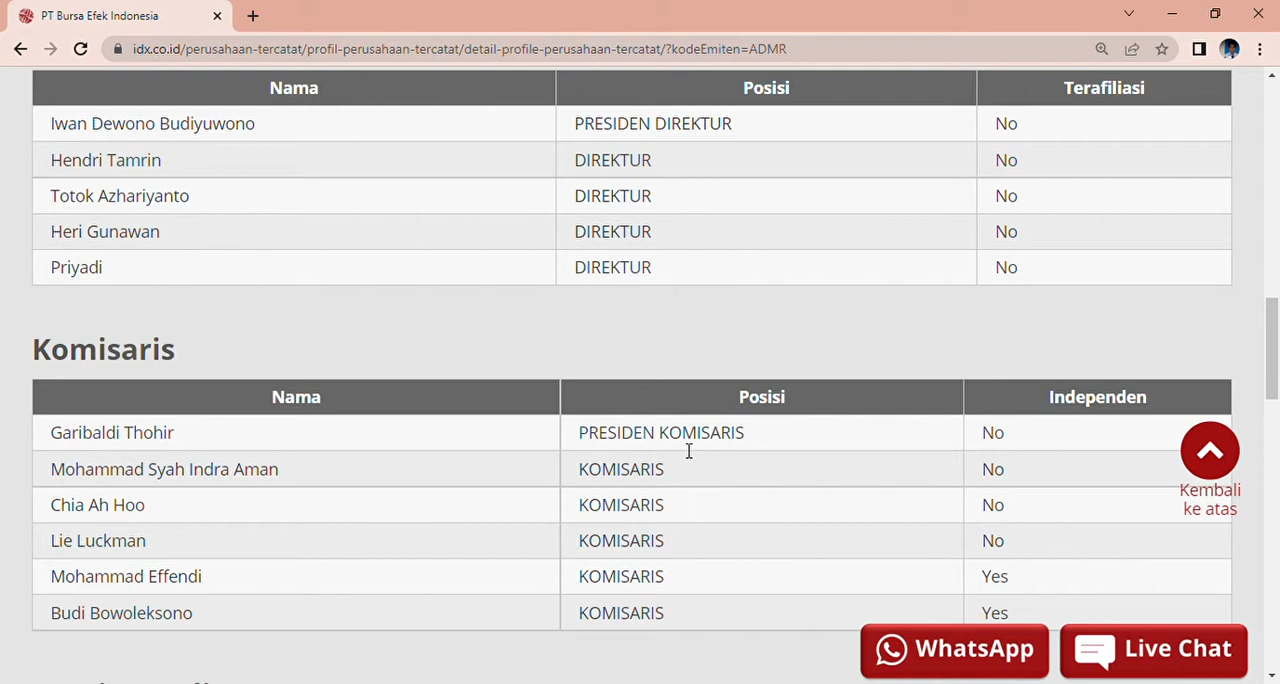 PT Bursa Efek Indonesia
idx.co.id/perusahaan-tercatat/profil-perusahaan-tercatat/detail-profile-perusahaan-tercatat/?kodeEmiten=ADMR
Nama Posisi Terafiliasi
Iwan Dewono Budiyuwono PRESIDEN DIREKTUR No
Hendri Tamrin DIREKTUR No
Totok Azhariyanto DIREKTUR No
Heri Gunawan DIREKTUR No
Priyadi DIREKTUR No
Komisaris
Nama Posisi Independen
Garibaldi Thohir PRESIDEN KOMISARIS No
Mohammad Syah Indra Aman KOMISARIS No
Chia Ah Hoo KOMISARIS No
Lie Luckman KOMISARIS No
Mohammad Effendi KOMISARIS Yes
Budi Bowoleksono KOMISARIS Yes
Kembali
ke atas
WhatsApp
Live Chat